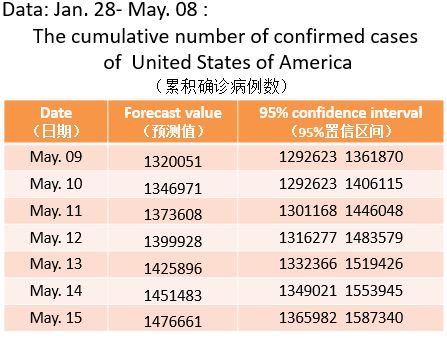 Data: Jan. 28- May. 08 :
The cumulative number of confirmed cases
of  United States of America
（累积确诊病例数）
Date Forecast value 95% confidence interval
（日期） （预测值） （95%置信区间）
May. 09 1320051 1292623 1361870
May. 10 1346971 1292623 1406115
May. 11 1373608 1301168 1446048
May. 12 1399928 1316277 1483579
May. 13 1425896 1332366 1519426
May. 14 1451483 1349021 1553945
May. 15 1476661 1365982 1587340